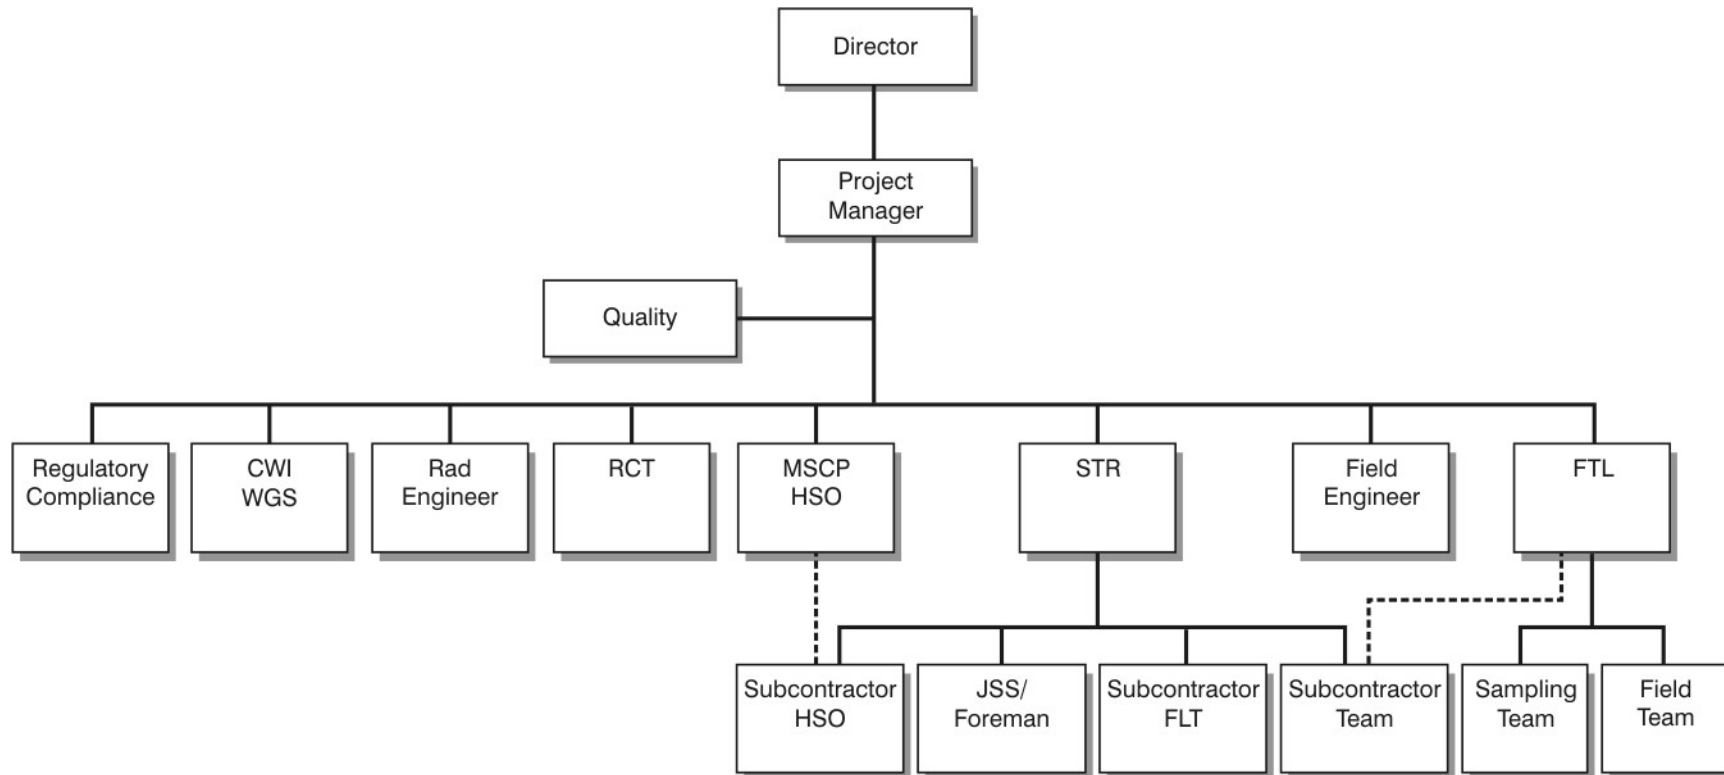 Director
Project
Manager
Quality
Regulatory
Compliance
CWI
WGS
Rad
Engineer
RCT
MSCP
HSO
STR
Field
Engineer
FTL
Subcontractor
HSO
JSS/
Foreman
Subcontractor
FLT
Subcontractor
Team
Sampling
Team
Field
Team